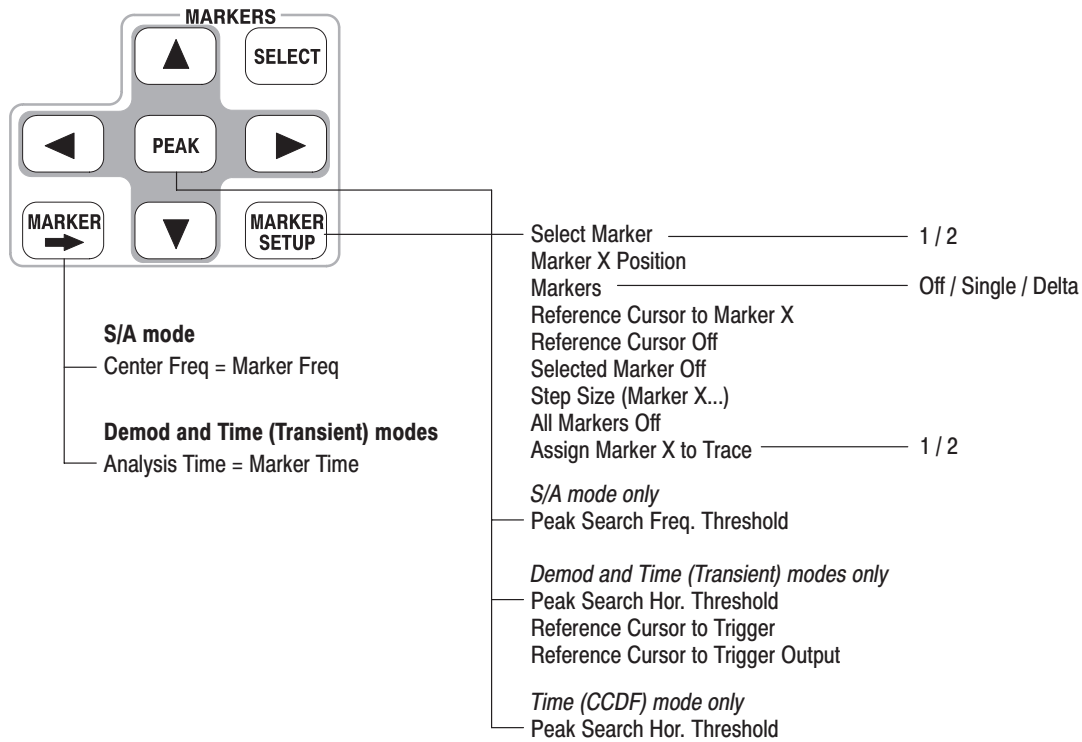 MARKERS
SELECT
PEAK
MARKER
MARKER
SETUP
S/A mode
Center Freq = Marker Freq
Demod and Time (Transient) modes
Analysis Time = Marker Time
Select Marker 1 / 2
Marker X Position
Markers Off / Single / Delta
Reference Cursor to Marker X
Reference Cursor Off
Selected Marker Off
Step Size (Marker X...)
All Markers Off
Assign Marker X to Trace 1 / 2
S/A mode only
Peak Search Freq. Threshold
Demod and Time (Transient) modes only
Peak Search Hor. Threshold
Reference Cursor to Trigger
Reference Cursor to Trigger Output
Time (CCDF) mode only
Peak Search Hor. Threshold